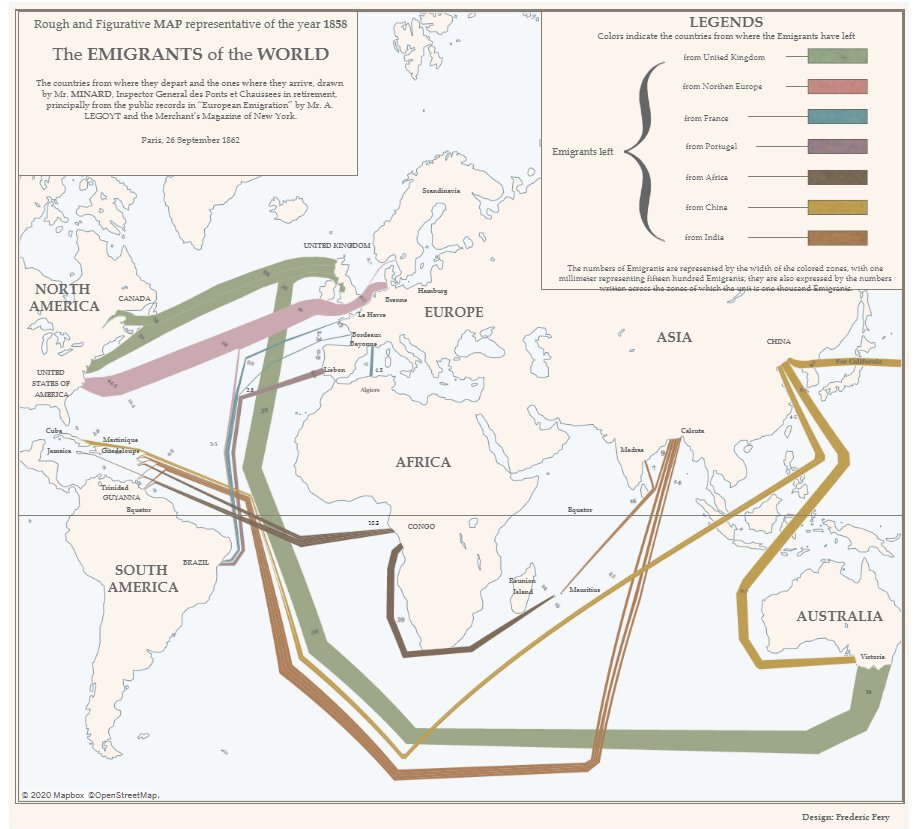 Rough and Figurative MAP representative of the year 1858
The EMIGRANTS of the WORLD
The countries from where they depart and the ones where they arrive, drawn
by Mr. MINARD, Inspector General des Ponts et Chaussees in retirement,
principally from the public records in "European Emigration" by Mr. A.
LEGOYT and the Merchant's Magazine of New York.
Paris, 26 September 1862
LEGENDS
Colors indicate the countries from where the Emigrants have left
Emigrants left
from United Kingdom
from Northen Europe
from France
from Portugal
from Africa
from China
from India
The numbers of Emigrants are represented by the width of the colored zones, with one
millimeter representing fifteen hundred Emigrants; they are also expressed by the numbers
written across the zones of which the unit is one thousand Emigrants.
Scandinavia
UNITED KINGDOM
NORTH
AMERICA
CANADA
Hamburg
Le Havre
EUROPE
Bordeaux
Bayonne
ASIA
CHINA
For California
UNITED
STATES OF
AMERICA
Lisbon
4.5
Algiers
2.5
36
Cuba
Martinique
Jamaica
Guadeloupe
Calcuta
Madras
AFRICA
Trinidad
GUYANNA
Equator
Equator
10.3
CONGO
BRAZIL
SOUTH
AMERICA
Reunion
Island
Mauritius
39
AUSTRALIA
Victoria
© 2020 Mapbox ©OpenStreetMap,
Design: Frederic Fery